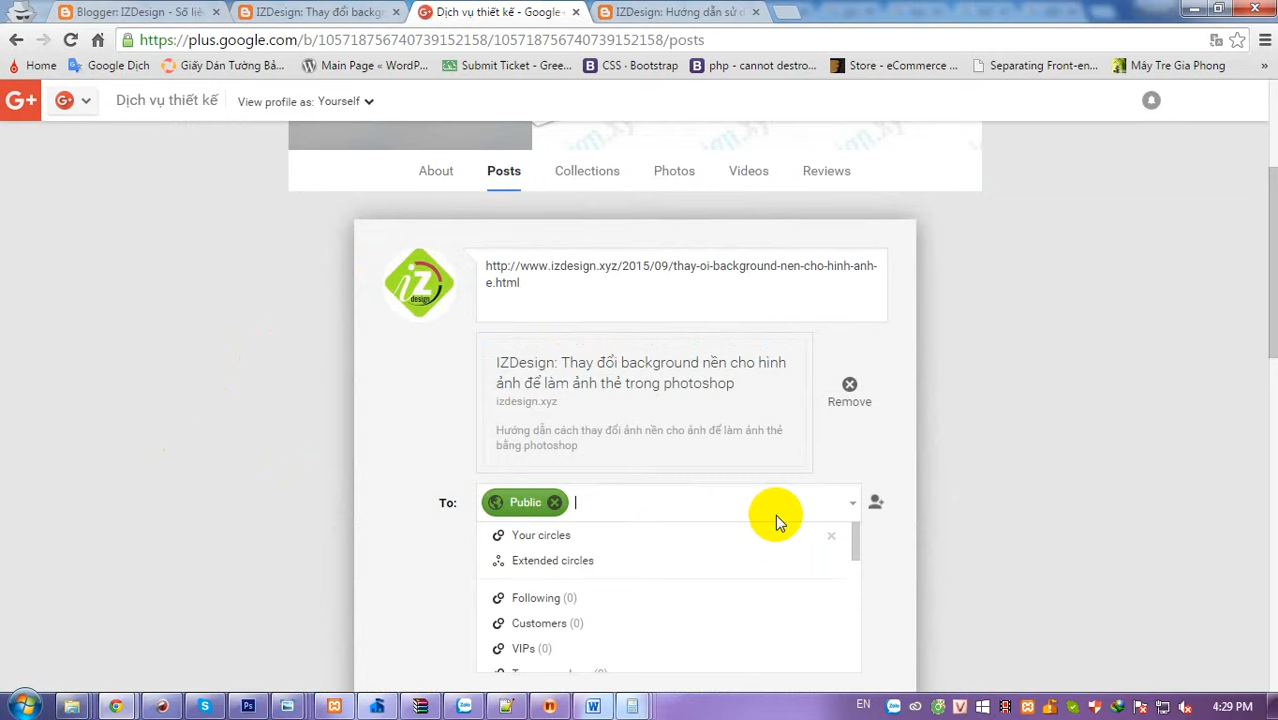 Blogger: IZDesign - Số liê
IZDesign: Thay đổi backg
Dịch vụ thiết kế - Google
IZDesign: Hướng dẫn sử d
https://plus.google.com/b/105718756740739152158/105718756740739152158/posts
Home
Google Dịch
Giấy Dán Tường Bả...
Main Page « WordP...
Submit Ticket - Gree...
CSS · Bootstrap
php - cannot destro...
Store - eCommerce ...
Separating Front-en...
Máy Tre Gia Phong
»
G+ G+ Dịch vụ thiết kế View profile as: Yourself
sign.xy
About Posts Collections Photos Videos Reviews
iz design
http://www.izdesign.xyz/2015/09/thay-oi-background-nen-cho-hinh-anh-
e.html
IZDesign: Thay đổi background nền cho hình
ảnh để làm ảnh thẻ trong photoshop
izdesign.xyz
Remove
Hướng dẫn cách thay đổi ảnh nền cho ảnh để làm ảnh thẻ
bằng photoshop
To: Public
Your circles
Extended circles
Following (0)
Customers (0)
VIPs (0)
EN 4:29 PM